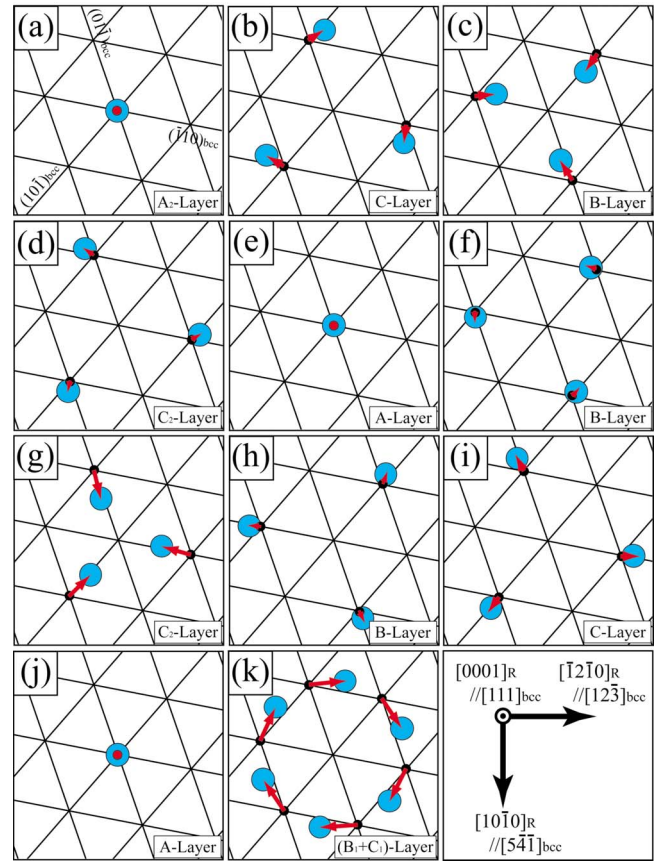 (a)
(011̄)bcc
(1̄10)bcc
(101̄)bcc
A₂-Layer
(b)
C-Layer
(c)
B-Layer
(d)
C₂-Layer
(e)
A-Layer
(f)
B-Layer
(g)
C₂-Layer
(h)
B-Layer
(i)
C-Layer
(j)
A-Layer
(k)
(B₁+C₁)-Layer
[0001]R
//[111]bcc
[1̄21̄0]R
//[123̄]bcc
[101̄0]R
//[54̄1̄]bcc